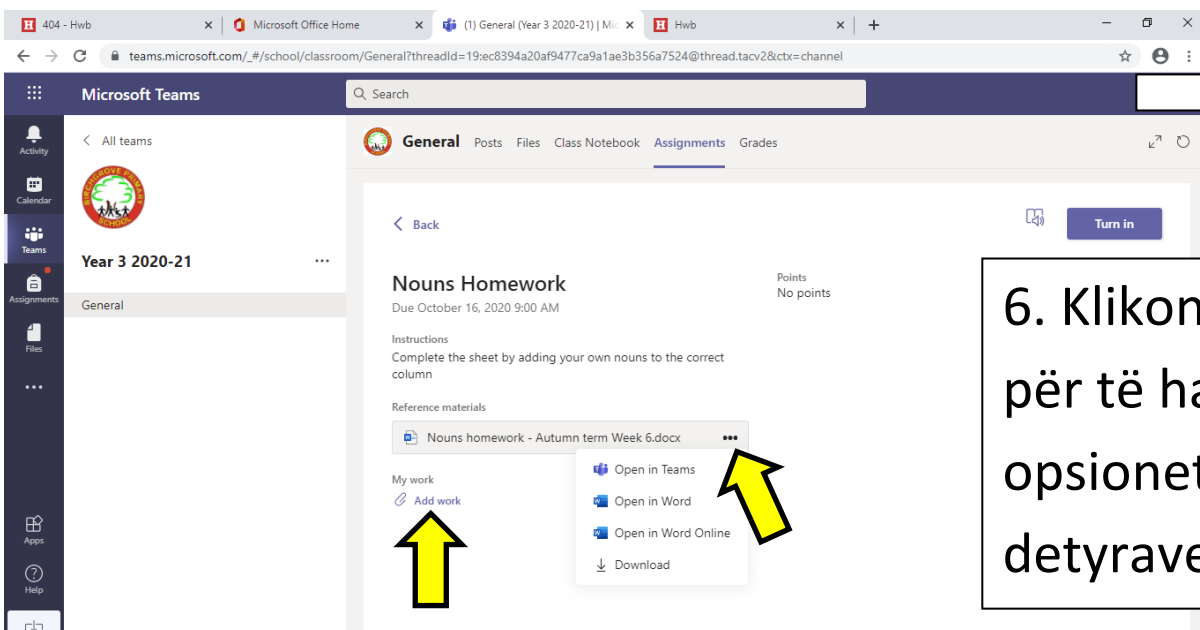 404 - Hwb
Microsoft Office Home
(1) General (Year 3 2020-21) | Mic
Hwb
teams.microsoft.com/_#/school/classroom/General?threadId=19:ec8394a20af9477ca9a1ae3b356a7524@thread.tacv2&ctx=channel
Microsoft Teams
Search
Activity
Calendar
Teams
Assignments
Files
Apps
Help
All teams
BIRCHGROVE PRIMARY
SCHOOL
Year 3 2020-21
General
General Posts Files Class Notebook Assignments Grades
Back
Turn in
Nouns Homework
Due October 16, 2020 9:00 AM
Points
No points
Instructions
Complete the sheet by adding your own nouns to the correct
column
Reference materials
Nouns homework - Autumn term Week 6.docx
My work
Add work
Open in Teams
Open in Word
Open in Word Online
Download
6. Klikon
për të ha
opsionet
detyrave